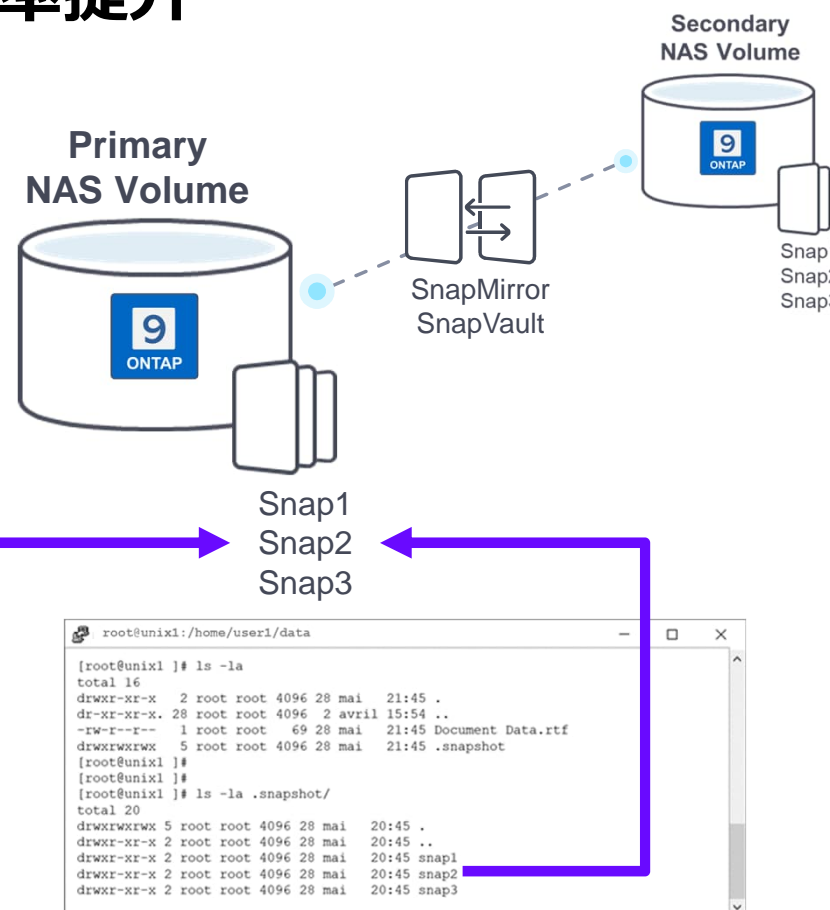 率提升
Secondary
NAS Volume
9
ONTAP
Snap
Snap2
Snap3
Primary
NAS Volume
9
ONTAP
SnapMirror
SnapVault
Snap1
Snap2
Snap3
root@unix1:/home/user1/data
[root@unix1 ]# ls -la
total 16
drwxr-xr-x   2 root root 4096 28 mai   21:45 .
dr-xr-xr-x. 28 root root 4096  2 avril 15:54 ..
-rw-r--r--   1 root root   69 28 mai   21:45 Document Data.rtf
drwxrwxrwx   5 root root 4096 28 mai   21:45 .snapshot
[root@unix1 ]#
[root@unix1 ]#
[root@unix1 ]# ls -la .snapshot/
total 20
drwxrwxrwx 5 root root 4096 28 mai   20:45 .
drwxr-xr-x 2 root root 4096 28 mai   20:45 ..
drwxr-xr-x 2 root root 4096 28 mai   20:45 snap1
drwxr-xr-x 2 root root 4096 28 mai   20:45 snap2
drwxr-xr-x 2 root root 4096 28 mai   20:45 snap3